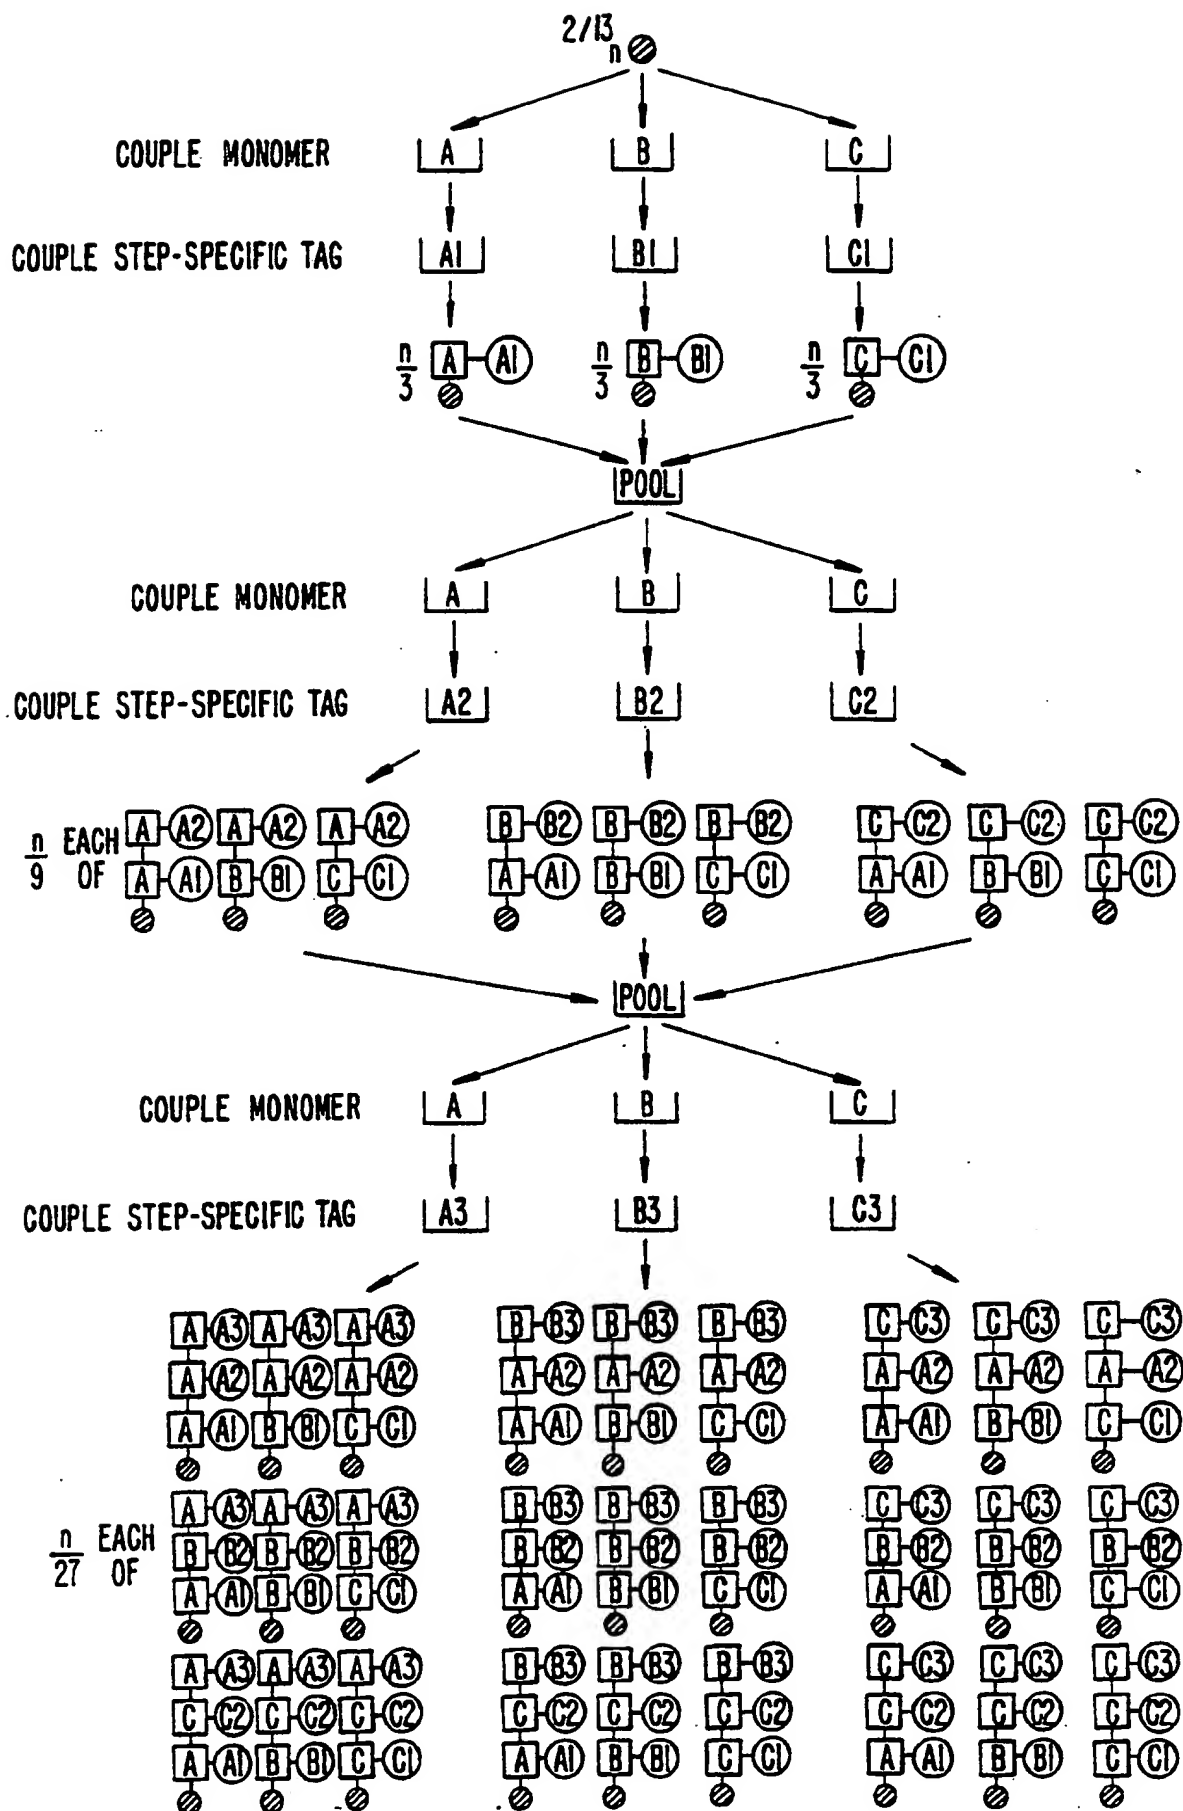 2/13
n
COUPLE MONOMER A B C
COUPLE STEP-SPECIFIC TAG A1 B1 C1
n/3 A A1 n/3 B B1 n/3 C C1
POOL
COUPLE MONOMER A B C
COUPLE STEP-SPECIFIC TAG A2 B2 C2
n/9 EACH OF
A A2 A A2 A A2 B B2 B B2 B B2 C C2 C C2 C C2
A A1 B B1 C C1 A A1 B B1 C C1 A A1 B B1 C C1
POOL
COUPLE MONOMER A B C
COUPLE STEP-SPECIFIC TAG A3 B3 C3
A A3 A A3 A A3 B B3 B B3 B B3 C C3 C C3 C C3
A A2 A A2 A A2 A A2 A A2 A A2 A A2 A A2 A A2
A A1 B B1 C C1 A A1 B B1 C C1 A A1 B B1 C C1
n/27 EACH OF
A A3 A A3 A A3 B B3 B B3 B B3 C C3 C C3 C C3
B B2 B B2 B B2 B B2 B B2 B B2 B B2 B B2 B B2
A A1 B B1 C C1 A A1 B B1 C C1 A A1 B B1 C C1
A A3 A A3 A A3 B B3 B B3 B B3 C C3 C C3 C C3
C C2 C C2 C C2 C C2 C C2 C C2 C C2 C C2 C C2
A A1 B B1 C C1 A A1 B B1 C C1 A A1 B B1 C C1